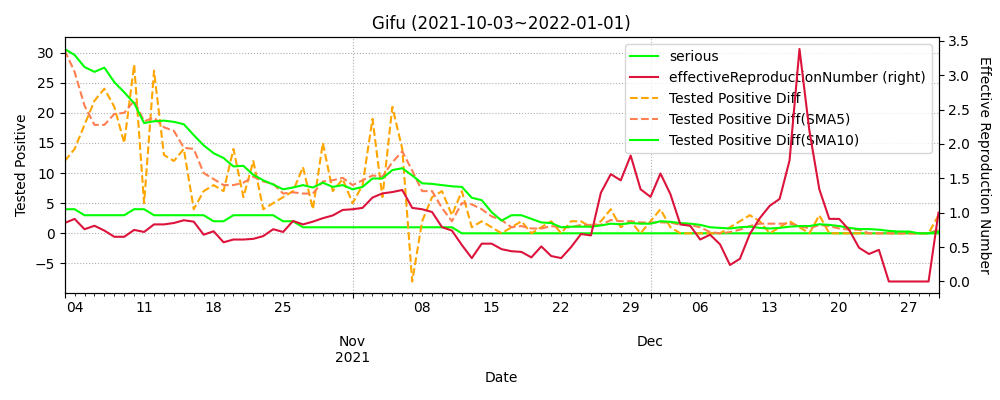 Gifu (2021-10-03~2022-01-01)
serious
effectiveReproductionNumber (right)
Tested Positive Diff
Tested Positive Diff(SMA5)
Tested Positive Diff(SMA10)
Tested Positive
30
25
20
15
10
5
0
−5
3.5
3.0
2.5
2.0
1.5
1.0
0.5
0.0
Effective Reproduction Number
04 11 18 25 08 15 22 29 06 13 20 27
Nov Dec
2021
Date